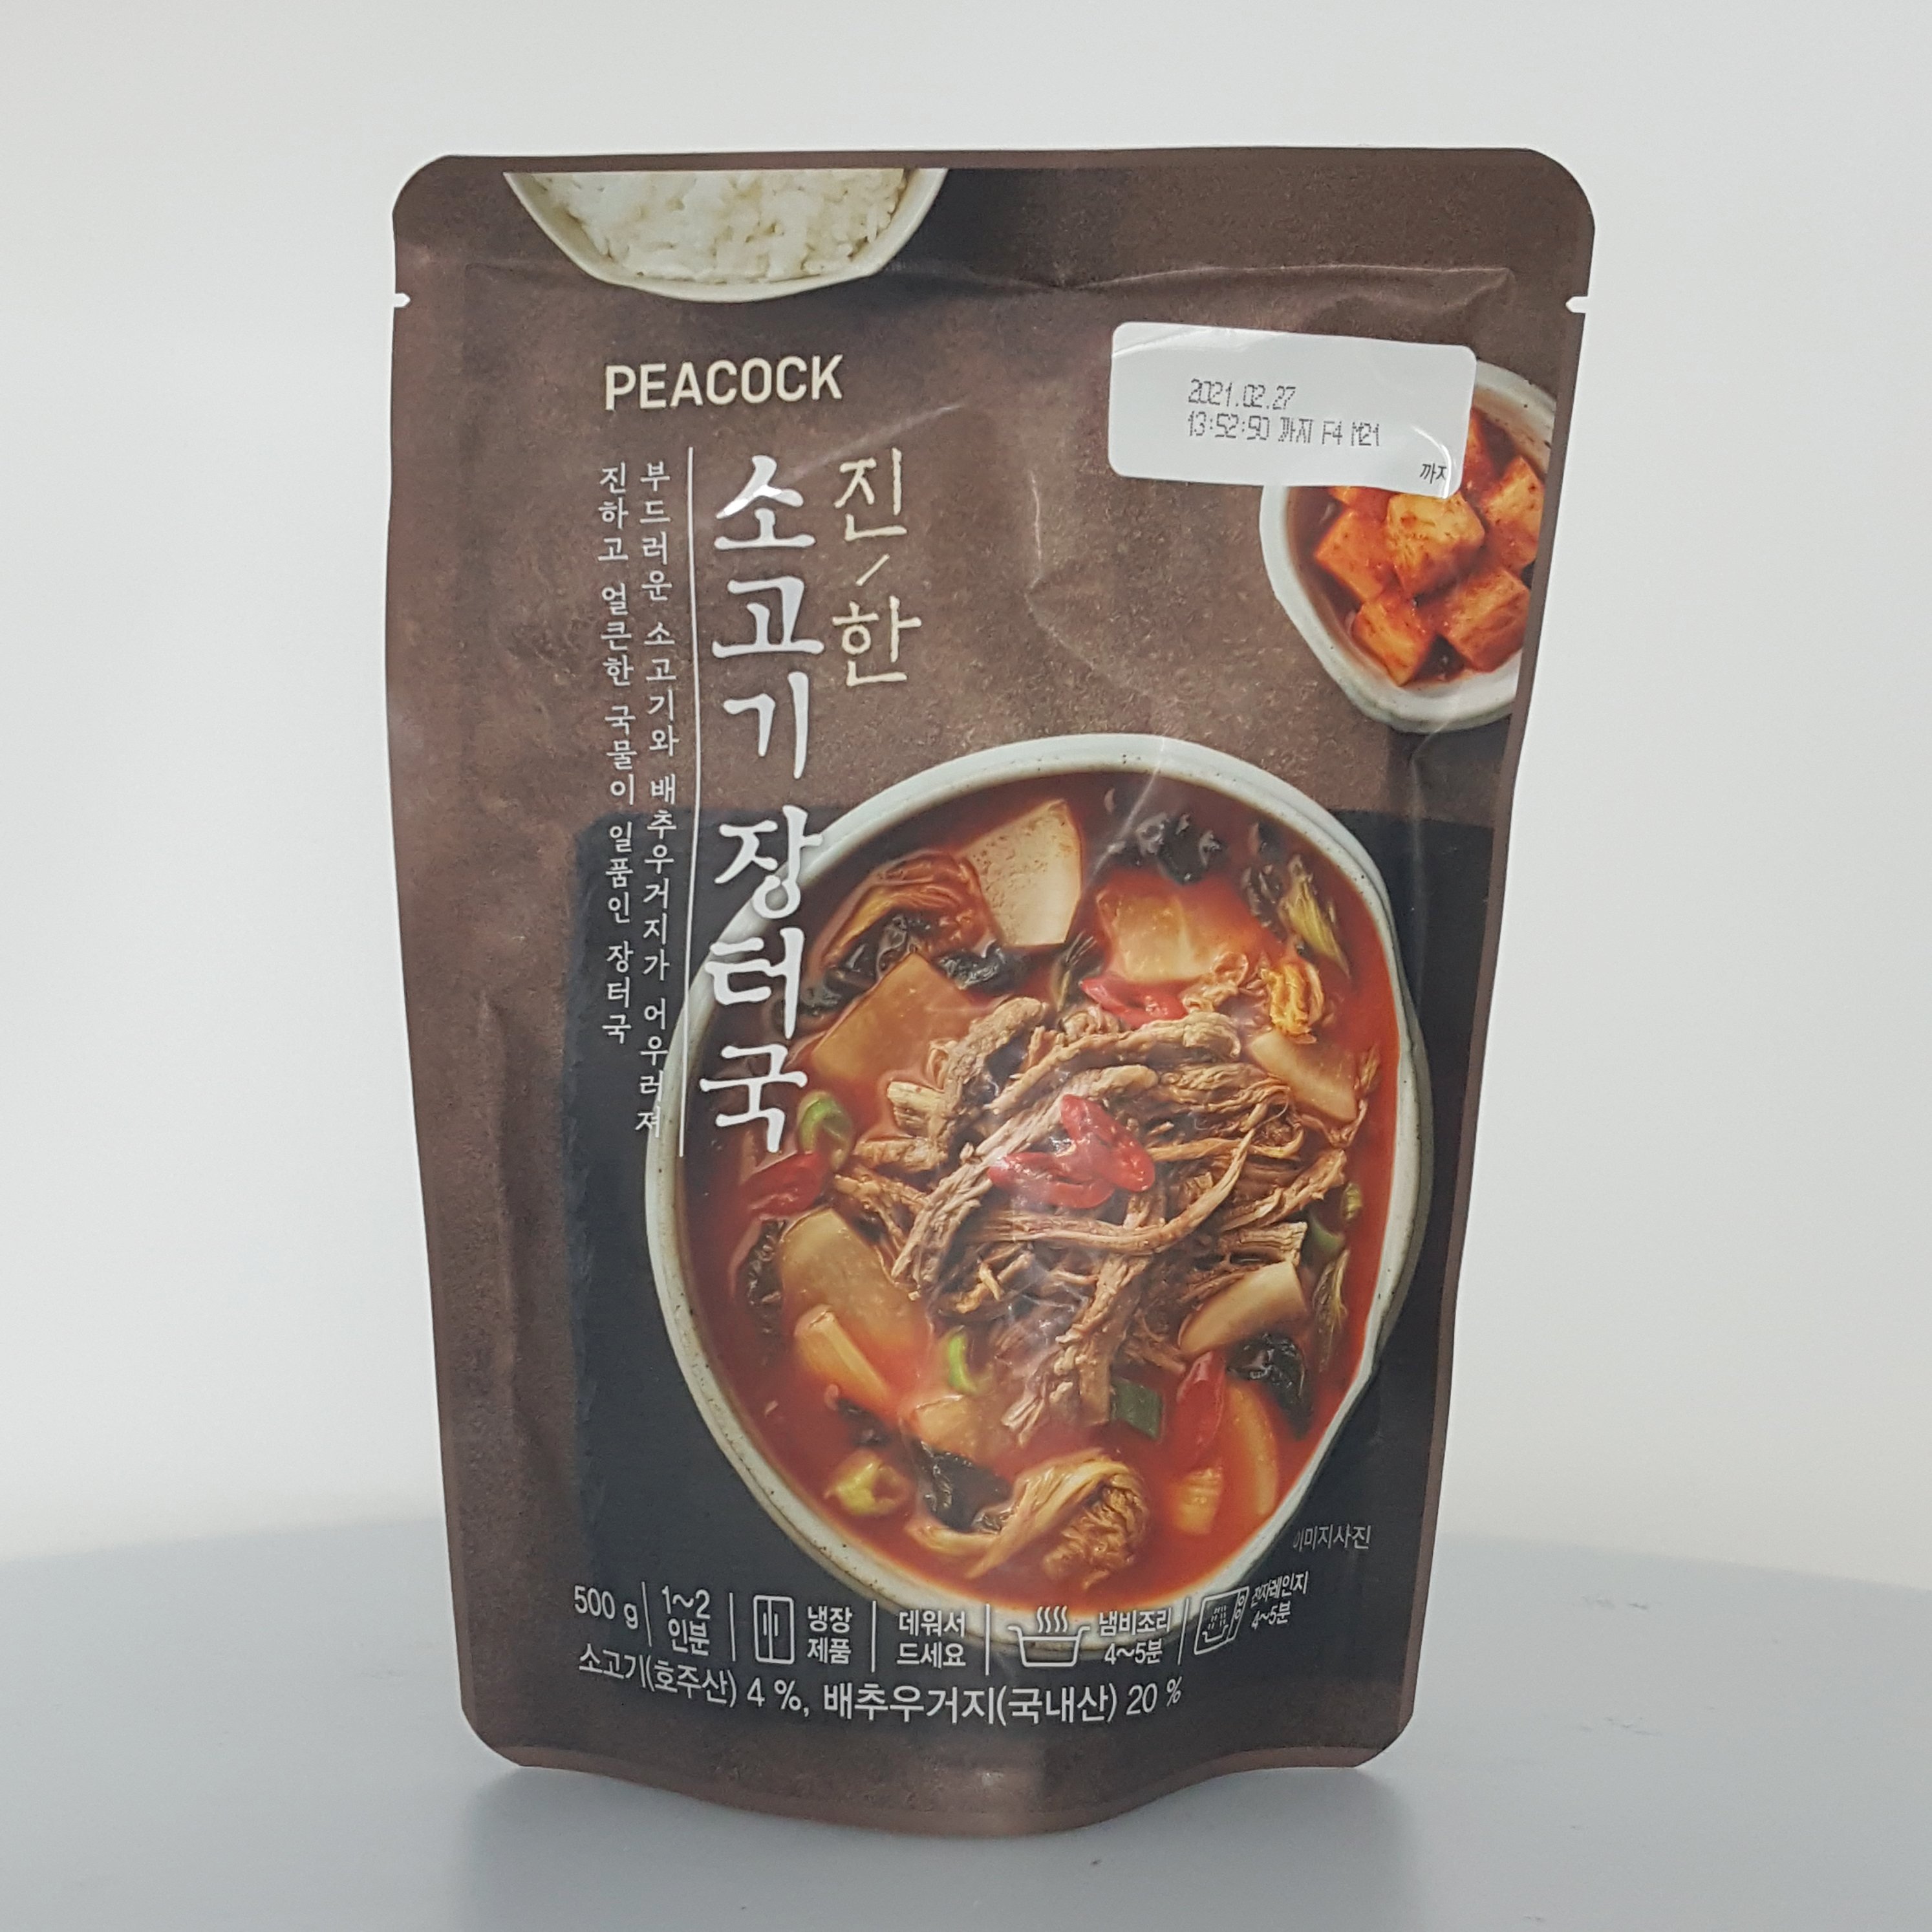 PEACOCK
2021.02.27
13:52:50 까지 F4 M21
까지
진한
소고기 장터국
부드러운 소고기와 배추우거지가 어우러져
진하고 얼큰한 국물이 일품인 장터국
이미지사진
500 g
1~2
인분
냉장
제품
데워서
드세요
냄비조리
4~5분
전자레인지
4~5분
소고기(호주산) 4 %, 배추우거지(국내산) 20 %